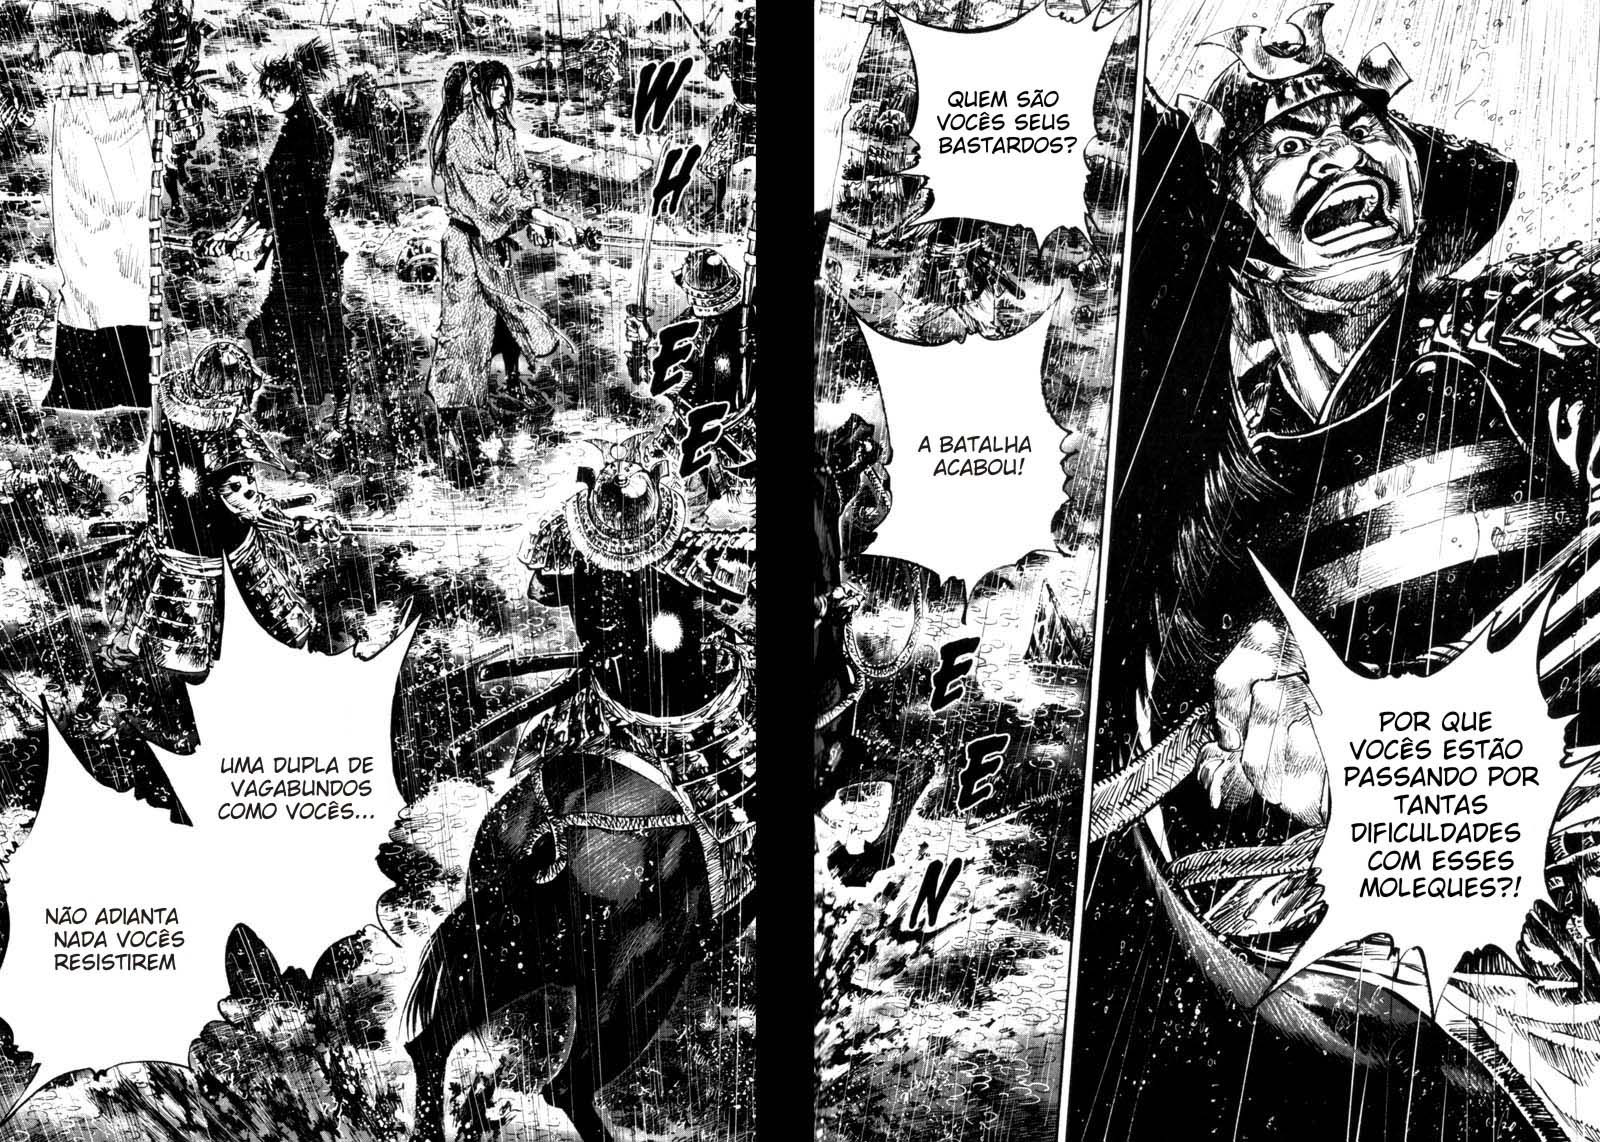 POR QUE
VOCÊS ESTÃO
PASSANDO POR
TANTAS
DIFICULDADES
COM ESSES
MOLEQUES?!
QUEM SÃO
VOCÊS SEUS
BASTARDOS?
A BATALHA
ACABOU!
WHEEEEN
UMA DUPLA DE
VAGABUNDOS
COMO VOCÊS...
NÃO ADIANTA
NADA VOCÊS
RESISTIREM